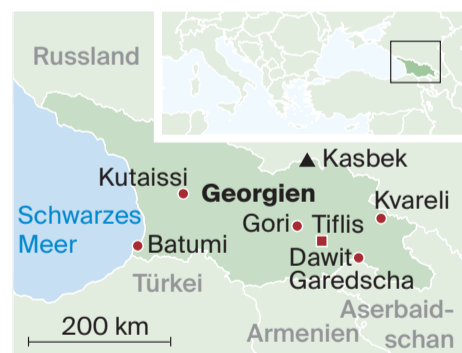 Russland
Kasbek
Kutaissi
Georgien
Kvareli
Schwarzes
Meer
Gori
Tiflis
Batumi
Dawit
Garedscha
Türkei
Aserbaid-
schan
Armenien
200 km